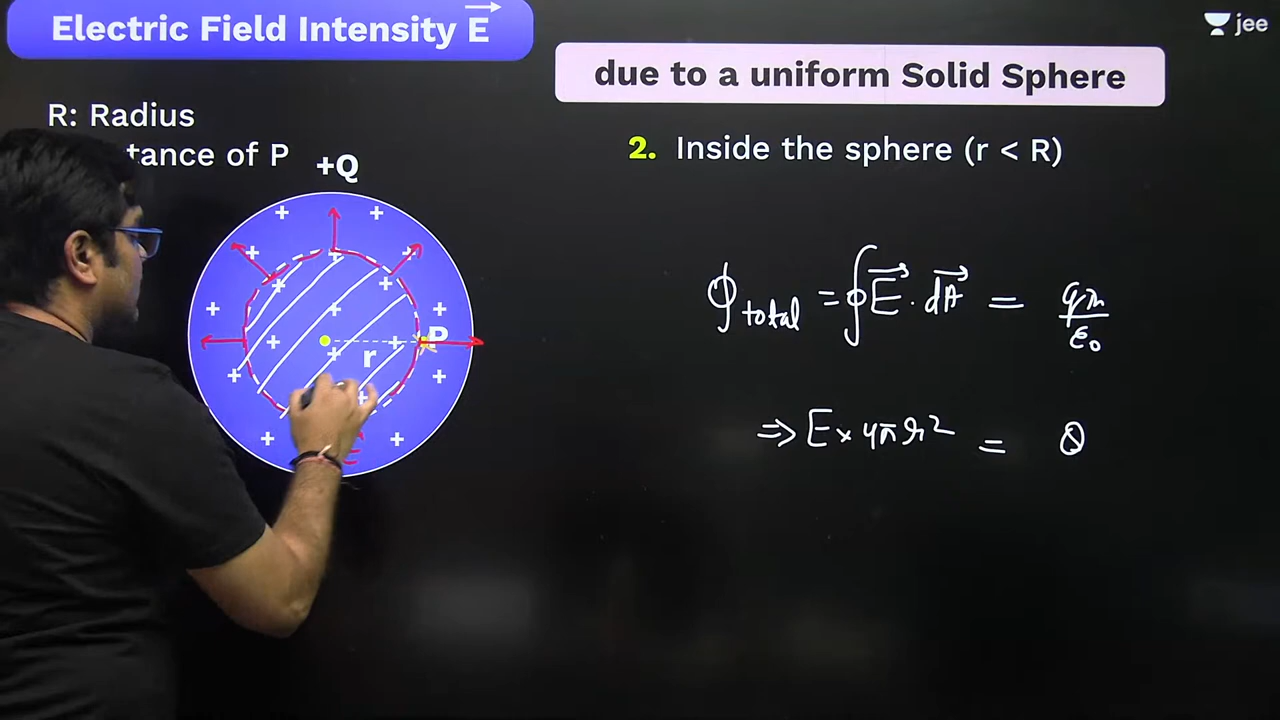 Electric Field Intensity E
jee
due to a uniform Solid Sphere
R: Radius
tance of P
+Q
2. Inside the sphere (r < R)
ϕ total = ∮ E . dA = qin / ε0
P
r
⇒ E × 4πr² = Q